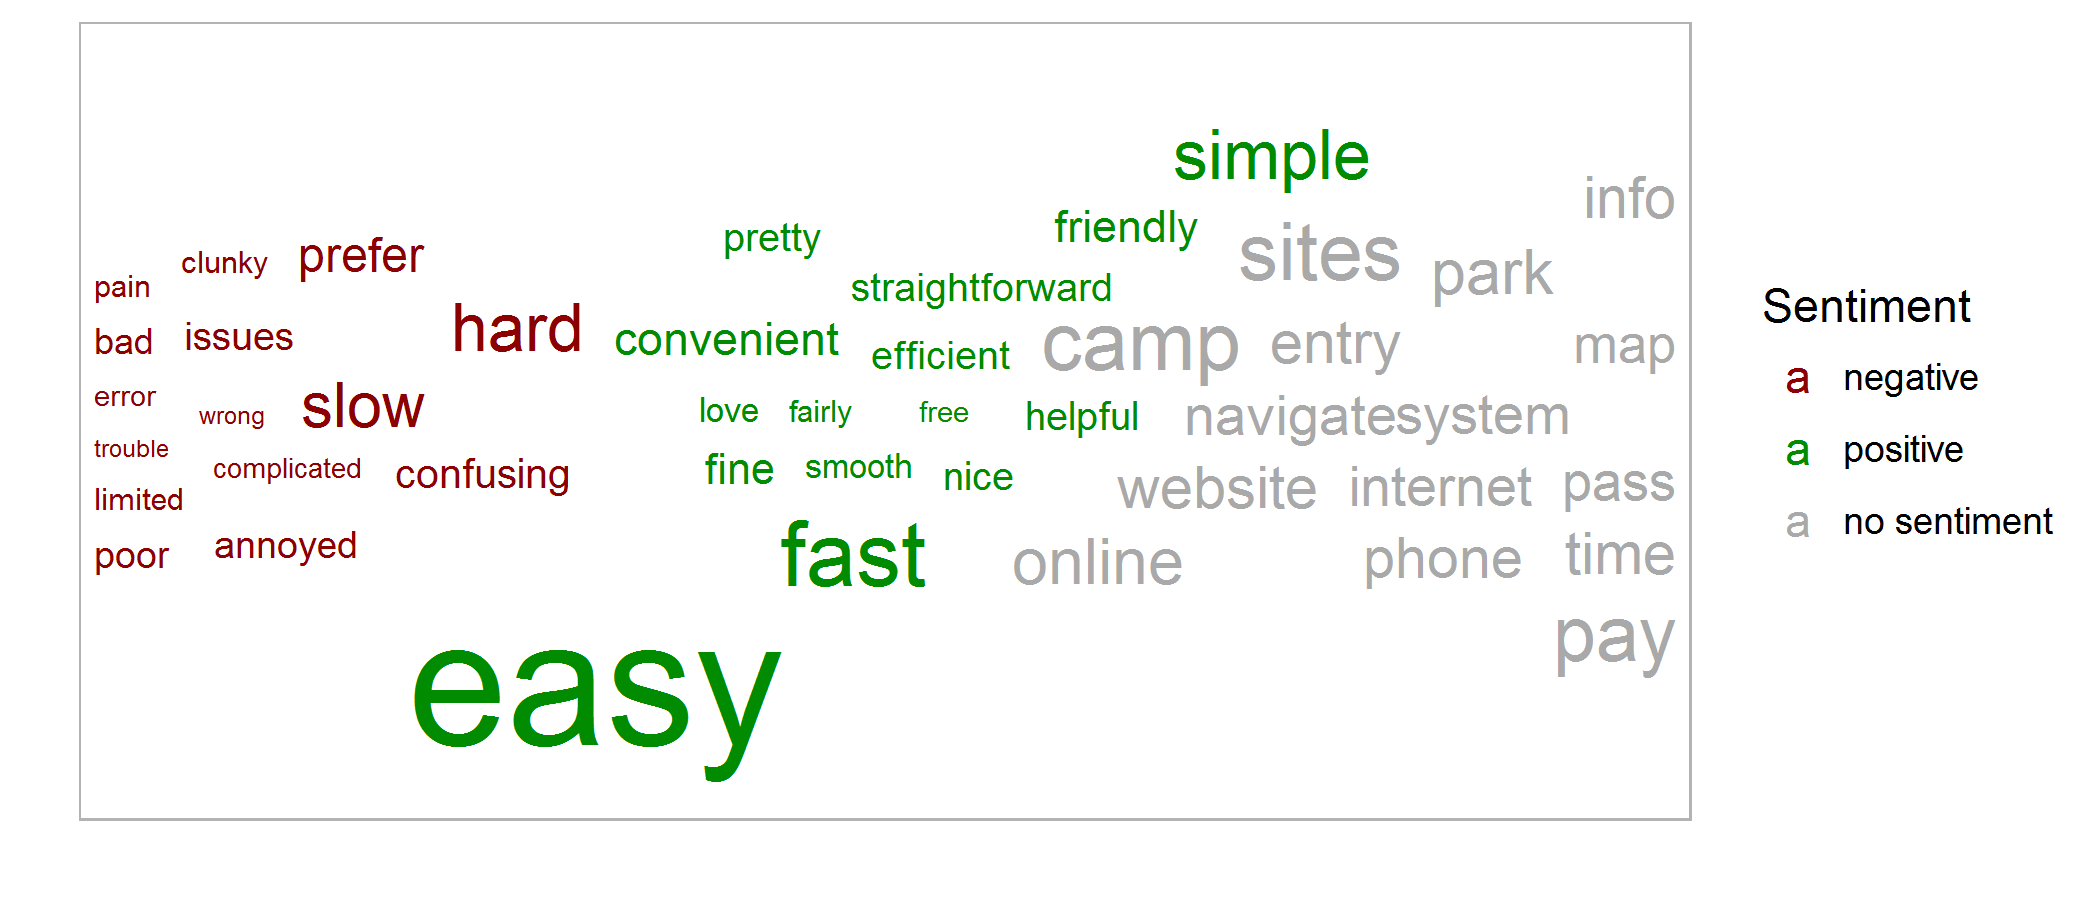 simple
info
friendly
pretty
sites
prefer
clunky
park
pain
straightforward
hard
issues
convenient
camp
entry
map
bad
efficient
slow
error
wrong
love
fairly
free
helpful
navigate
system
trouble
complicated
confusing
fine
smooth
nice
website
internet
pass
limited
poor
annoyed
fast
online
phone
time
pay
easy
Sentiment
a negative
a positive
a no sentiment